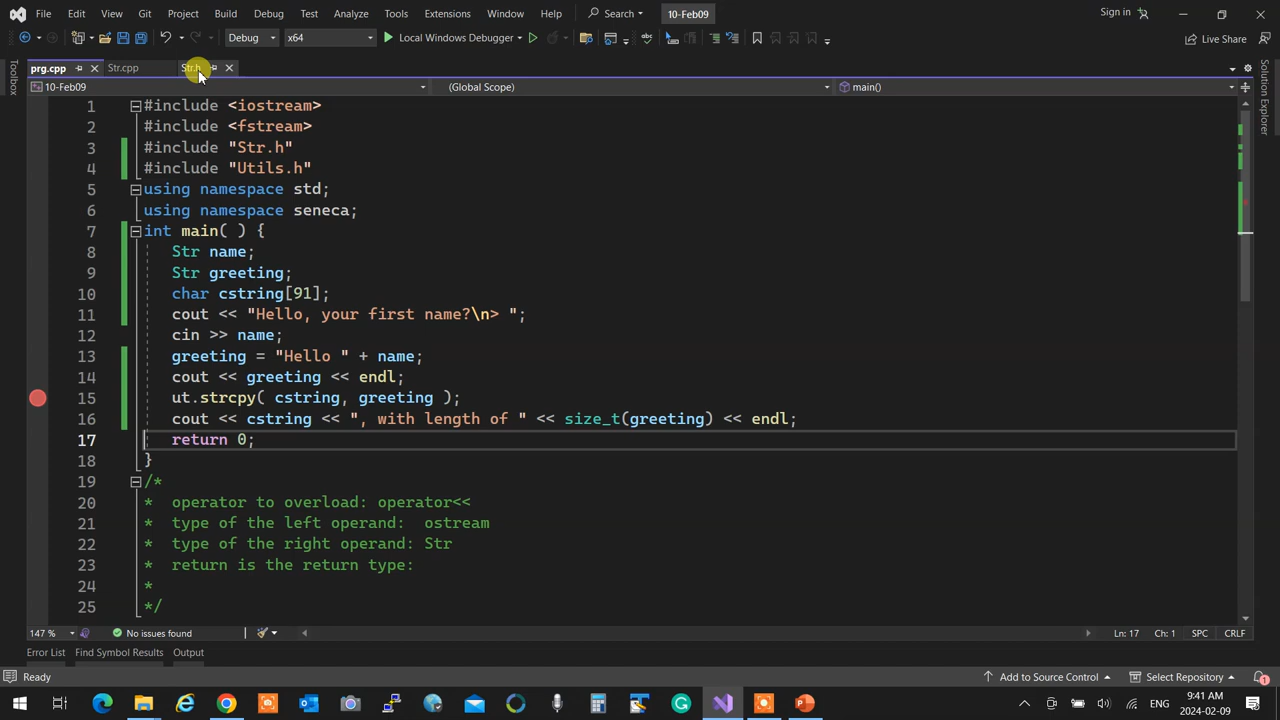 File Edit View Git Project Build Debug Test Analyze Tools Extensions Window Help Search 10-Feb09 Sign in
Debug x64 Local Windows Debugger Live Share
prg.cpp Str.cpp Str.h
Toolbox
Solution Explorer
10-Feb09 (Global Scope) main()
1 #include <iostream>
2 #include <fstream>
3 #include "Str.h"
4 #include "Utils.h"
5 using namespace std;
6 using namespace seneca;
7 int main( ) {
8 Str name;
9 Str greeting;
10 char cstring[91];
11 cout << "Hello, your first name?\n> ";
12 cin >> name;
13 greeting = "Hello " + name;
14 cout << greeting << endl;
15 ut.strcpy( cstring, greeting );
16 cout << cstring << ", with length of " << size_t(greeting) << endl;
17 return 0;
18 }
19 /*
20 * operator to overload: operator<<
21 * type of the left operand: ostream
22 * type of the right operand: Str
23 * return is the return type:
24 *
25 */
147 % No issues found Ln: 17 Ch: 1 SPC CRLF
Error List Find Symbol Results Output
Ready Add to Source Control Select Repository 1
ENG 9:41 AM
2024-02-09